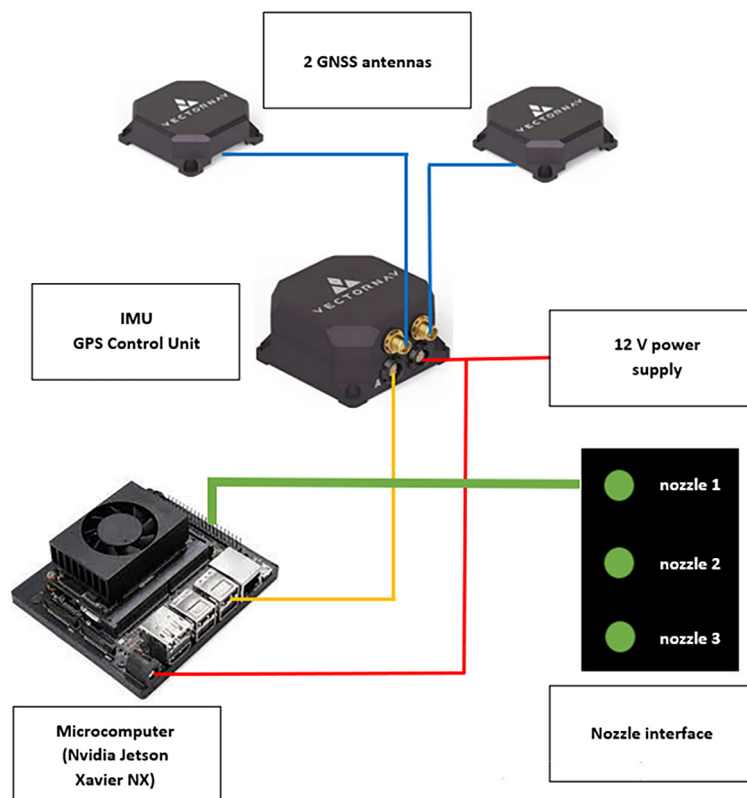 2 GNSS antennas
VECTORNAV
VECTORNAV
VECTORNAV
IMU
GPS Control Unit
A
12 V power
supply
nozzle 1
nozzle 2
nozzle 3
Microcomputer
(Nvidia Jetson
Xavier NX)
Nozzle interface